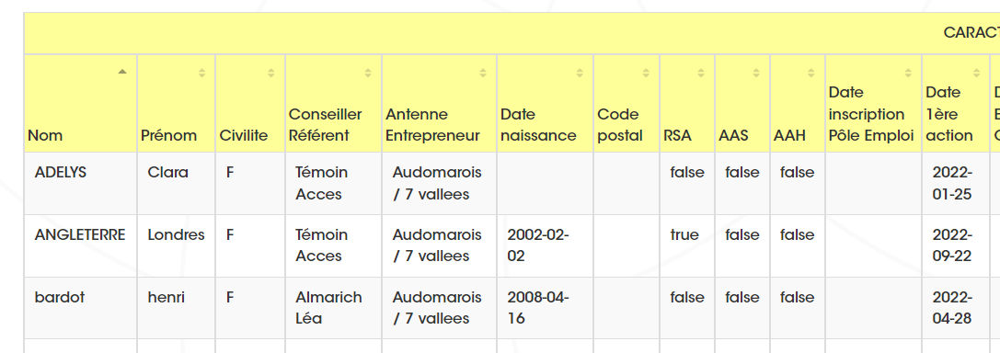 CARACT
Nom Prénom Civilite Conseiller Référent Antenne Entrepreneur Date naissance Code postal RSA AAS AAH Date inscription Pôle Emploi Date 1ère action
ADELYS Clara F Témoin Acces Audomarois / 7 vallees false false false 2022-01-25
ANGLETERRE Londres F Témoin Acces Audomarois / 7 vallees 2002-02-02 true false false 2022-09-22
bardot henri F Almarich Léa Audomarois / 7 vallees 2008-04-16 false false false 2022-04-28